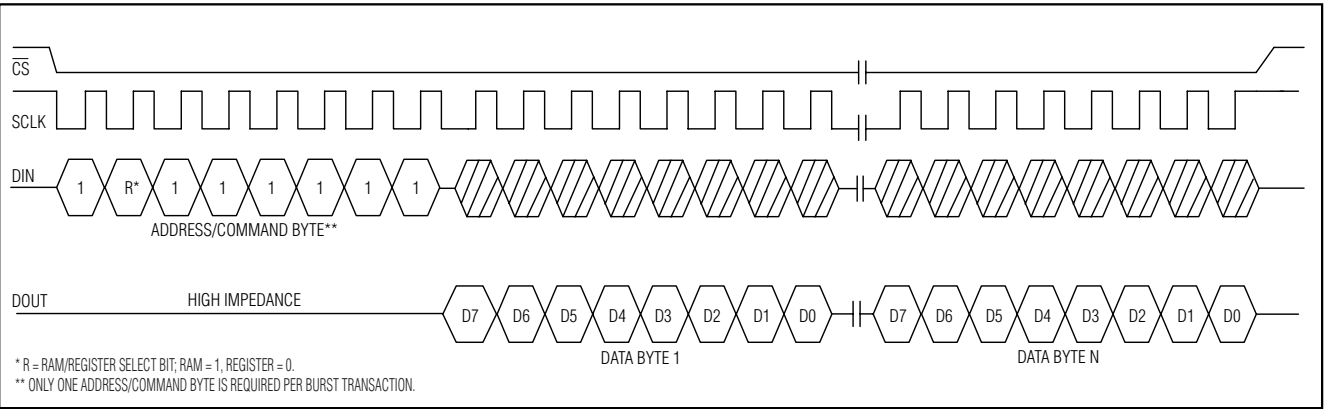 C̅S̅
SCLK
DIN 1 R* 1 1 1 1 1 1
ADDRESS/COMMAND BYTE**
DOUT HIGH IMPEDANCE D7 D6 D5 D4 D3 D2 D1 D0 D7 D6 D5 D4 D3 D2 D1 D0
DATA BYTE 1 DATA BYTE N
* R = RAM/REGISTER SELECT BIT; RAM = 1, REGISTER = 0.
** ONLY ONE ADDRESS/COMMAND BYTE IS REQUIRED PER BURST TRANSACTION.